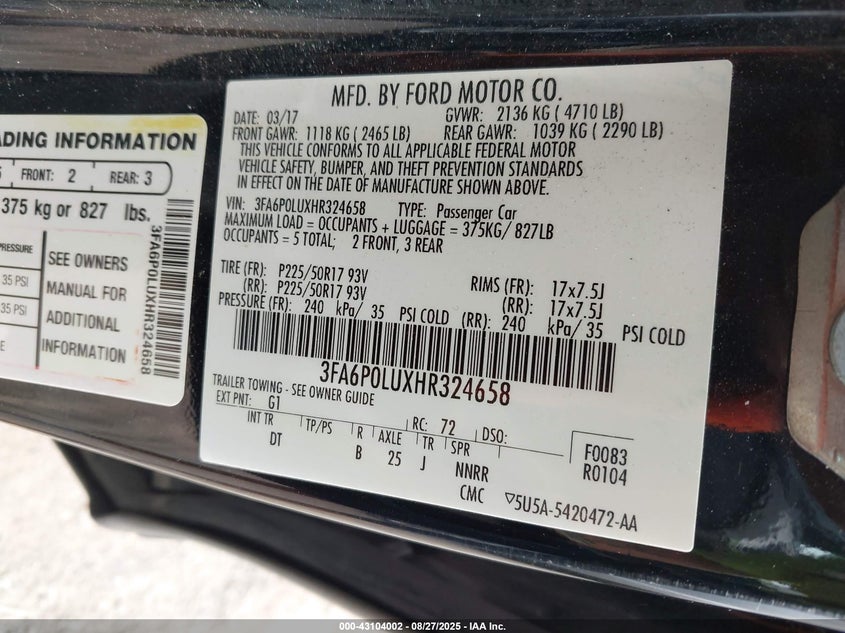 ADING INFORMATION
5 FRONT: 2 REAR: 3
375 kg or 827 lbs.
PRESSURE
35 PSI
35 PSI
SEE OWNERS
MANUAL FOR
ADDITIONAL
INFORMATION
3FA6P0LUXHR324658
MFD. BY FORD MOTOR CO.
DATE: 03/17 GVWR: 2136 KG ( 4710 LB)
FRONT GAWR: 1118 KG ( 2465 LB) REAR GAWR: 1039 KG ( 2290 LB)
THIS VEHICLE CONFORMS TO ALL APPLICABLE FEDERAL MOTOR
VEHICLE SAFETY, BUMPER, AND THEFT PREVENTION STANDARDS
IN EFFECT ON THE DATE OF MANUFACTURE SHOWN ABOVE.
VIN: 3FA6P0LUXHR324658 TYPE: Passenger Car
MAXIMUM LOAD = OCCUPANTS + LUGGAGE = 375KG/ 827LB
OCCUPANTS = 5 TOTAL; 2 FRONT, 3 REAR
TIRE (FR): P225/50R17 93V RIMS (FR): 17x7.5J
(RR): P225/50R17 93V (RR): 17x7.5J
PRESSURE (FR): 240 kPa/ 35 PSI COLD (RR): 240 kPa/ 35 PSI COLD
3FA6P0LUXHR324658
TRAILER TOWING - SEE OWNER GUIDE
EXT PNT: G1 RC: 72 DSO:
INT TR TP/PS R AXLE TR SPR F0083
DT B 25 J NNRR R0104
CMC ▽5U5A-5420472-AA
000-43104002 - 08/27/2025 - IAA Inc.